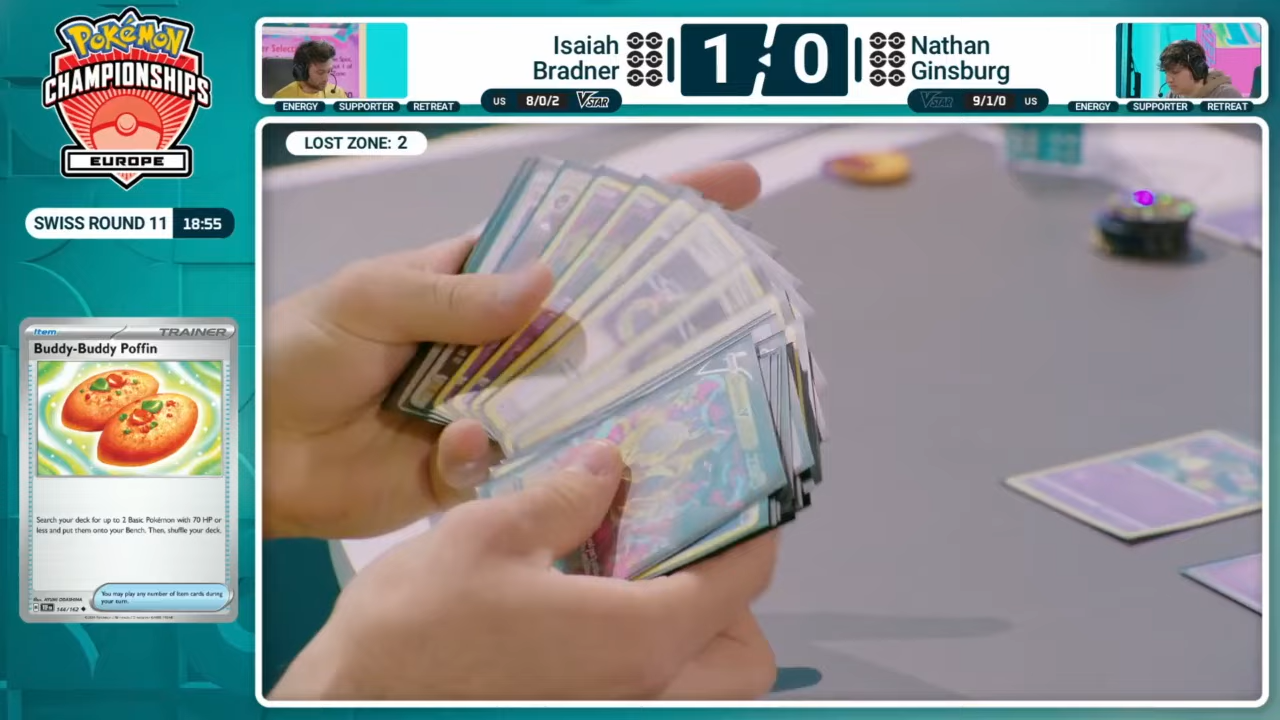 Pokémon
CHAMPIONSHIPS
EUROPE
SWISS ROUND 11
18:55
Item
TRAINER
Buddy-Buddy Poffin
Search your deck for up to 2 Basic Pokémon with 70 HP or
less and put them onto your Bench. Then, shuffle your deck.
You may play any number of Item cards during
your turn.
144/162
Isaiah
Bradner
US
8/0/2
VSTAR
ENERGY
SUPPORTER
RETREAT
1
0
Nathan
Ginsburg
VSTAR
9/1/0
US
ENERGY
SUPPORTER
RETREAT
LOST ZONE: 2